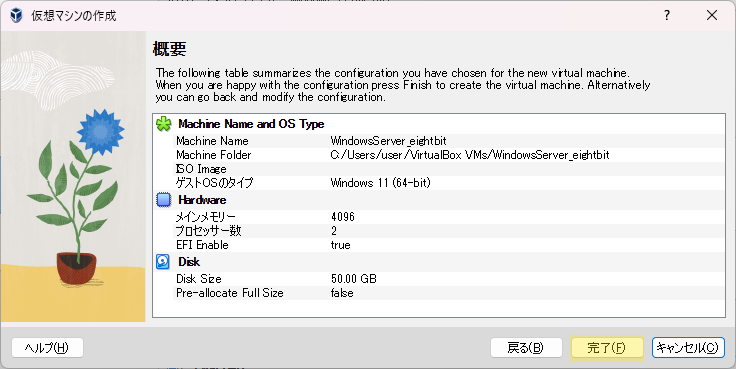 仮想マシンの作成
概要
The following table summarizes the configuration you have chosen for the new virtual machine.
When you are happy with the configuration press Finish to create the virtual machine. Alternatively
you can go back and modify the configuration.
Machine Name and OS Type
Machine Name WindowsServer_eightbit
Machine Folder C:/Users/user/VirtualBox VMs/WindowsServer_eightbit
ISO Image
ゲストOSのタイプ Windows 11 (64-bit)
Hardware
メインメモリー 4096
プロセッサー数 2
EFI Enable true
Disk
Disk Size 50.00 GB
Pre-allocate Full Size false
ヘルプ(H) 戻る(B) 完了(F) キャンセル(C)